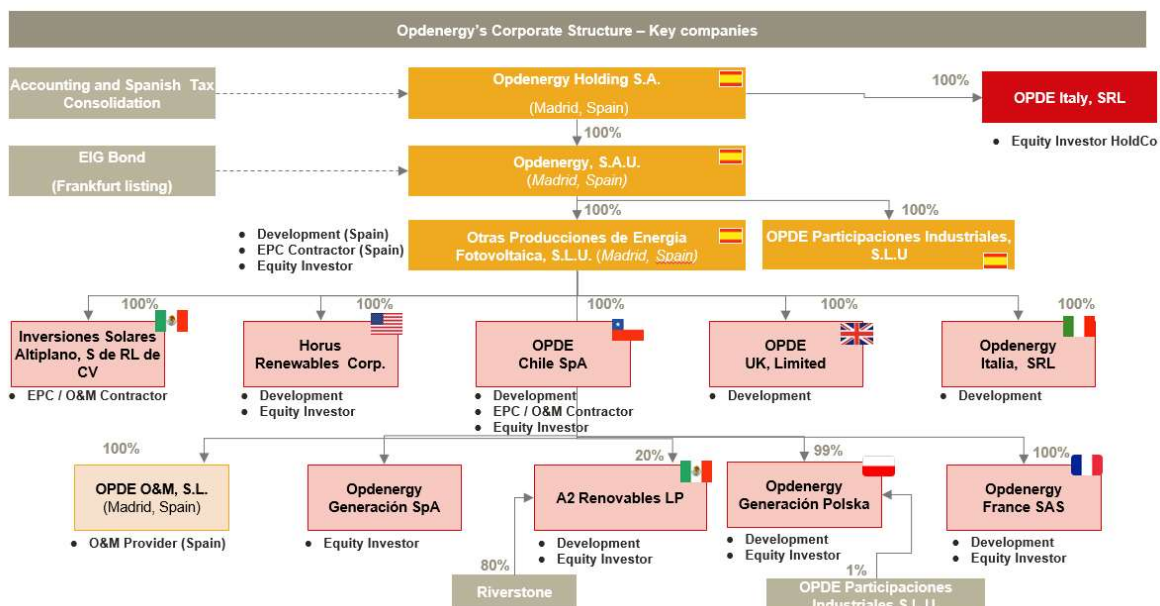 Opdenergy's Corporate Structure – Key companies
Accounting and Spanish Tax
Consolidation
Opdenergy Holding S.A.
(Madrid, Spain)
100%
OPDE Italy, SRL
● Equity Investor HoldCo
100%
EIG Bond
(Frankfurt listing)
Opdenergy, S.A.U.
(Madrid, Spain)
100%
100%
● Development (Spain)
● EPC Contractor (Spain)
● Equity Investor
Otras Producciones de Energia
Fotovoltaica, S.L.U. (Madrid, Spain)
OPDE Participaciones Industriales,
S.L.U
100%
100%
100%
100%
100%
Inversiones Solares
Altiplano, S de RL de
CV
● EPC / O&M Contractor
Horus
Renewables Corp.
● Development
● Equity Investor
OPDE
Chile SpA
● Development
● EPC / O&M Contractor
● Equity Investor
OPDE
UK, Limited
● Development
Opdenergy
Italia, SRL
● Development
100%
20%
99%
100%
OPDE O&M, S.L.
(Madrid, Spain)
● O&M Provider (Spain)
Opdenergy
Generación SpA
● Equity Investor
A2 Renovables LP
● Development
● Equity Investor
Opdenergy
Generación Polska
● Development
● Equity Investor
Opdenergy
France SAS
● Development
● Equity Investor
80%
Riverstone
1%
OPDE Participaciones
Industriales S.L.U